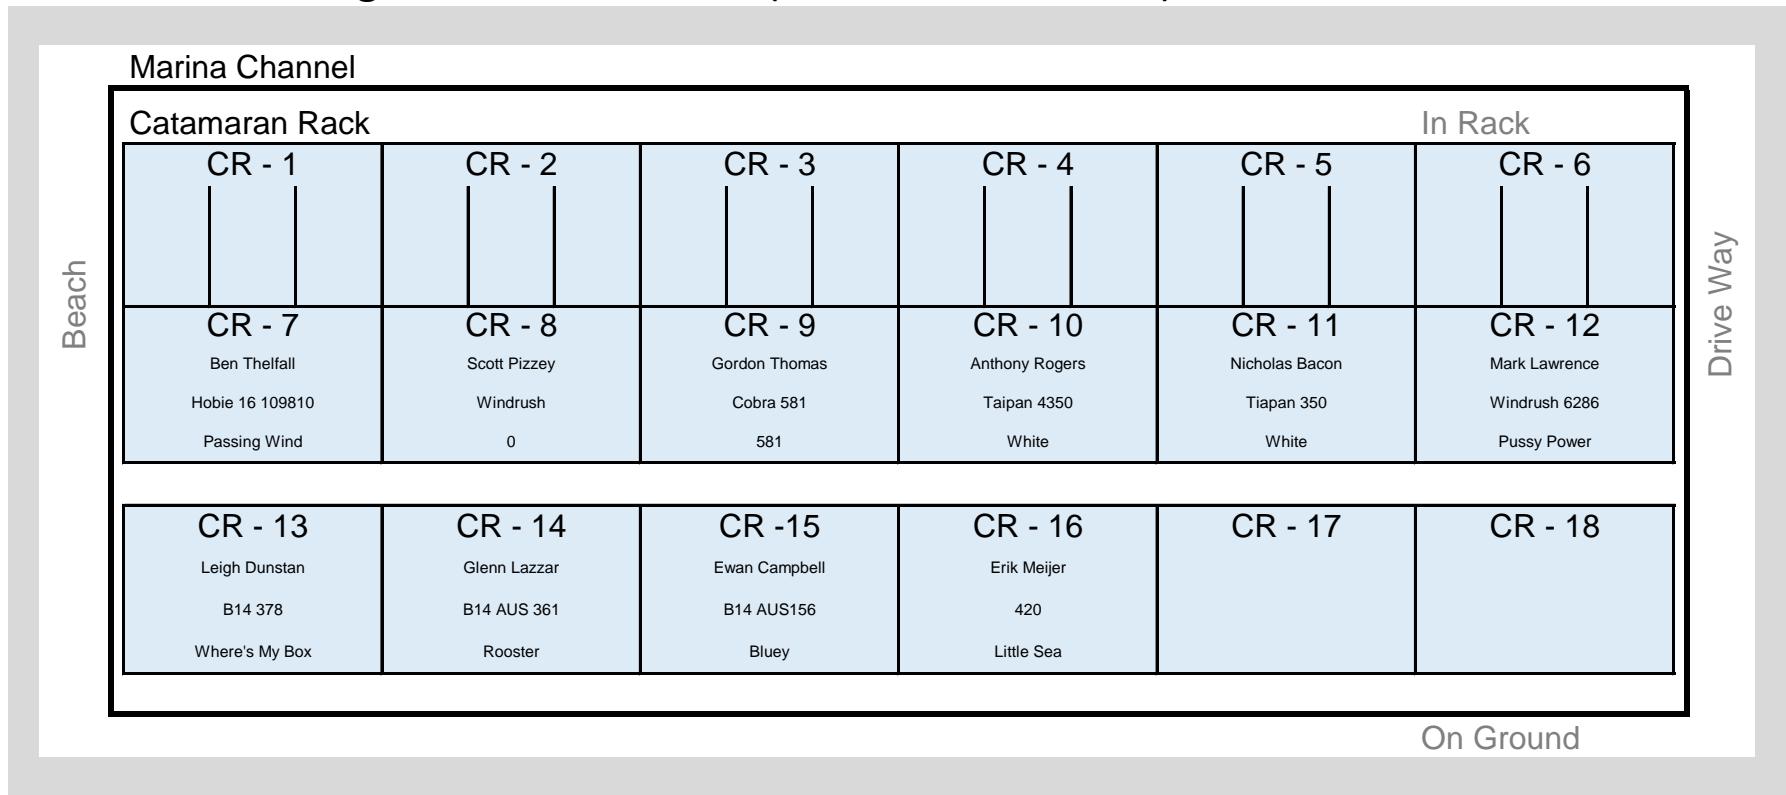 Marina Channel
Catamaran Rack
In Rack
CR - 1
CR - 2
CR - 3
CR - 4
CR - 5
CR - 6
Beach
Drive Way
CR - 7
CR - 8
CR - 9
CR - 10
CR - 11
CR - 12
Ben Thelfall
Scott Pizzey
Gordon Thomas
Anthony Rogers
Nicholas Bacon
Mark Lawrence
Hobie 16 109810
Windrush
Cobra 581
Taipan 4350
Tiapan 350
Windrush 6286
Passing Wind
0
581
White
White
Pussy Power
CR - 13
CR - 14
CR -15
CR - 16
CR - 17
CR - 18
Leigh Dunstan
Glenn Lazzar
Ewan Campbell
Erik Meijer
B14 378
B14 AUS 361
B14 AUS156
420
Where's My Box
Rooster
Bluey
Little Sea
On Ground